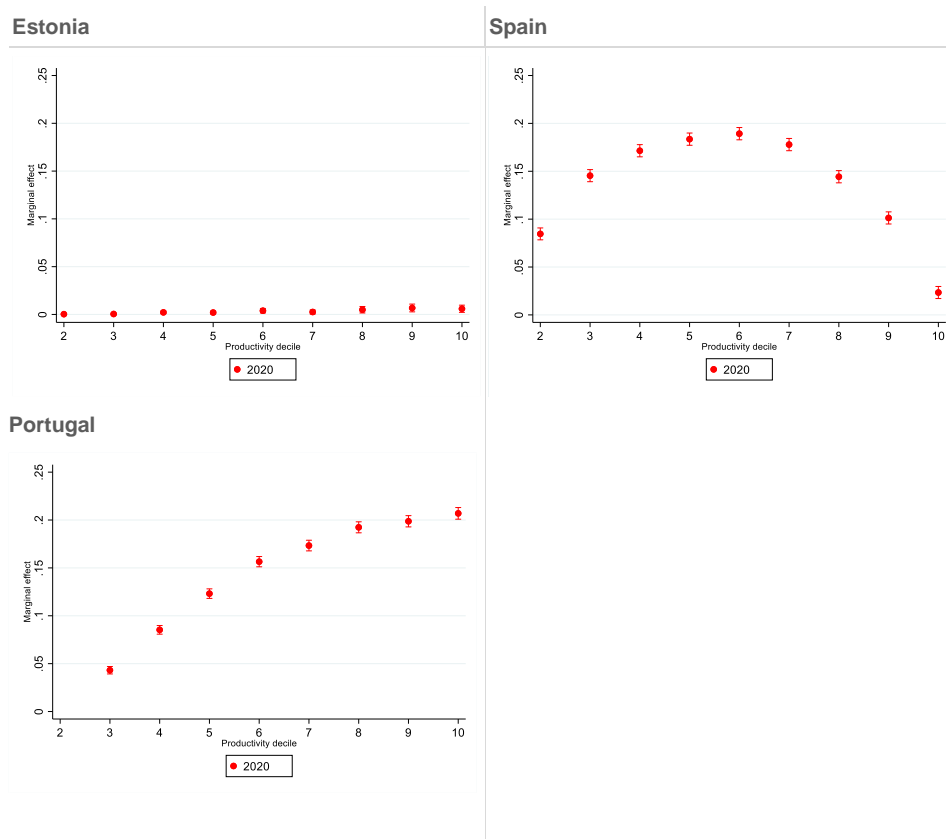 Estonia
Marginal effect
.25
.2
.15
.1
.05
0
2 3 4 5 6 7 8 9 10
Productivity decile
2020
Spain
Marginal effect
.25
.2
.15
.1
.05
0
2 3 4 5 6 7 8 9 10
Productivity decile
2020
Portugal
Marginal effect
.25
.2
.15
.1
.05
0
2 3 4 5 6 7 8 9 10
Productivity decile
2020